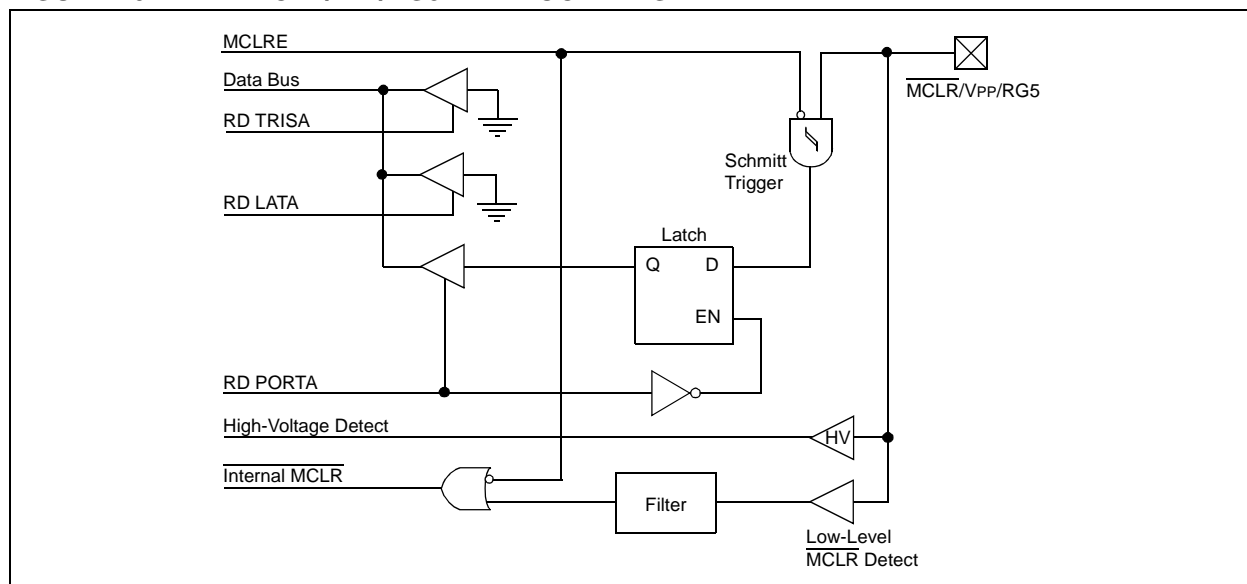 MCLRE
Data Bus
RD TRISA
RD LATA
RD PORTA
High-Voltage Detect
Internal MCLR
MCLR/VPP/RG5
Schmitt
Trigger
Latch
Q D
EN
HV
Filter
Low-Level
MCLR Detect